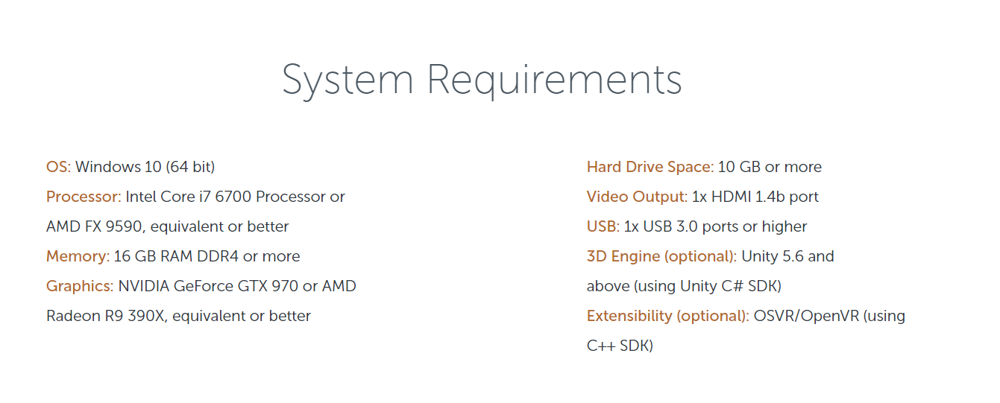 System Requirements
OS: Windows 10 (64 bit)
Processor: Intel Core i7 6700 Processor or
AMD FX 9590, equivalent or better
Memory: 16 GB RAM DDR4 or more
Graphics: NVIDIA GeForce GTX 970 or AMD
Radeon R9 390X, equivalent or better
Hard Drive Space: 10 GB or more
Video Output: 1x HDMI 1.4b port
USB: 1x USB 3.0 ports or higher
3D Engine (optional): Unity 5.6 and
above (using Unity C# SDK)
Extensibility (optional): OSVR/OpenVR (using
C++ SDK)